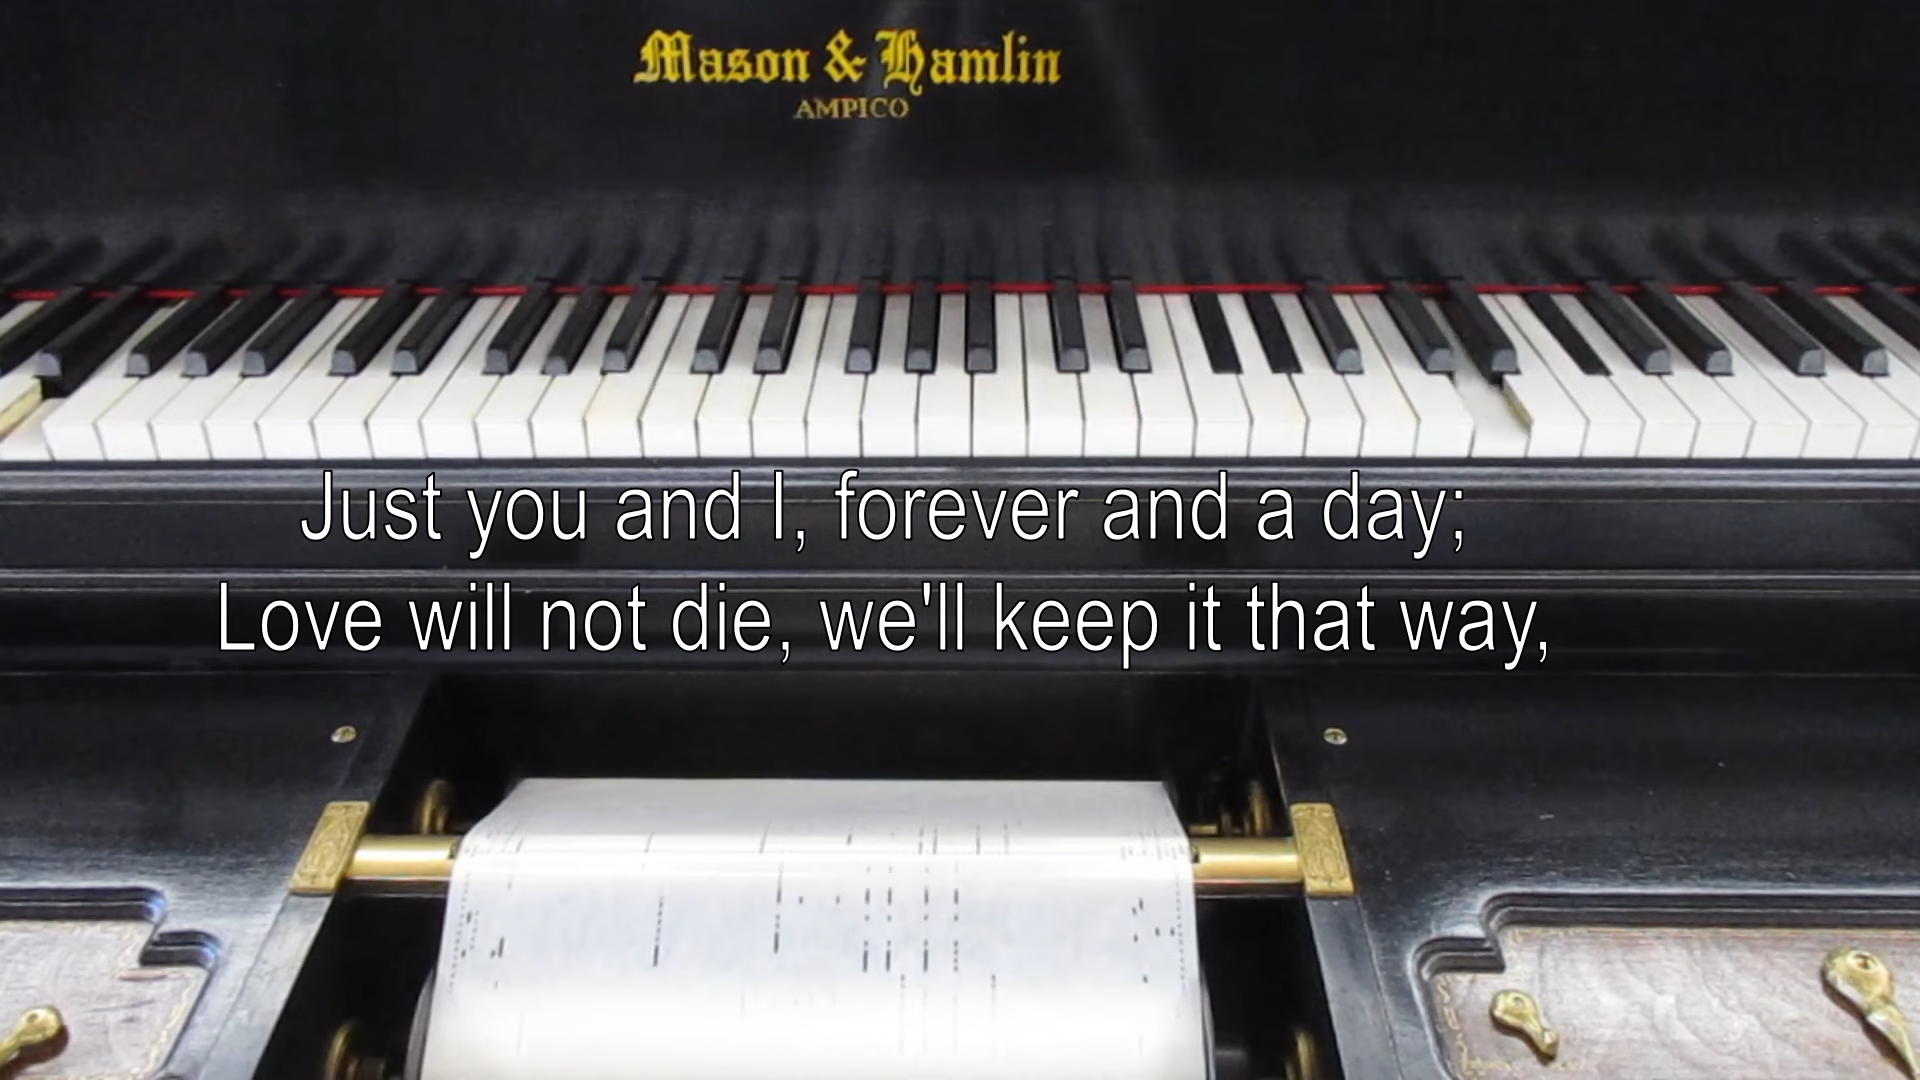 Mason & Hamlin
AMPICO
Just you and I, forever and a day;
Love will not die, we'll keep it that way,